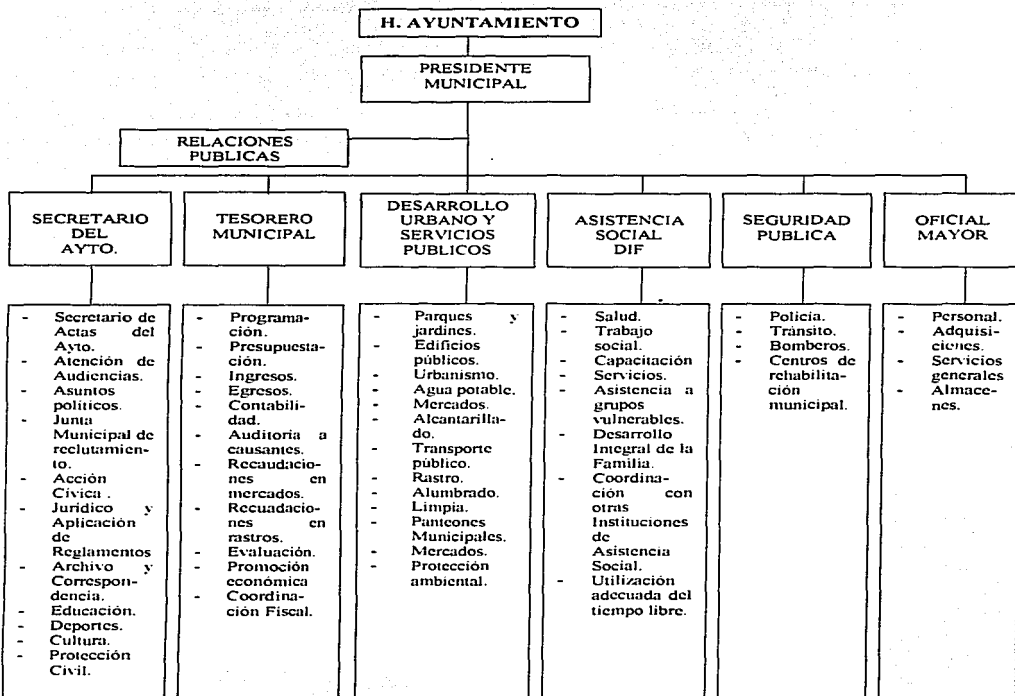 H. AYUNTAMIENTO
PRESIDENTE
MUNICIPAL
RELACIONES
PUBLICAS
SECRETARIO
DEL
AYTO.
TESORERO
MUNICIPAL
DESARROLLO
URBANO Y
SERVICIOS
PUBLICOS
ASISTENCIA
SOCIAL
DIF
SEGURIDAD
PUBLICA
OFICIAL
MAYOR
- Secretario de
Actas del
Ayto.
- Atención de
Audiencias.
- Asuntos
políticos.
- Junta
Municipal de
reclutamien-
to.
- Acción
Cívica .
- Jurídico y
Aplicación
de
Reglamentos
- Archivo y
Correspon-
dencia.
- Educación.
- Deportes.
- Cultura.
- Protección
Civil.
- Programa-
ción.
- Presupuesta-
ción.
- Ingresos.
- Egresos.
- Contabili-
dad.
- Auditoría a
causantes.
- Recaudacio-
nes en
mercados.
- Recuadacio-
nes en
rastros.
- Evaluación.
- Promoción
económica
- Coordina-
ción Fiscal.
- Parques y
jardines.
- Edificios
públicos.
- Urbanismo.
- Agua potable.
- Mercados.
- Alcantarilla-
do.
- Transporte
público.
- Rastro.
- Alumbrado.
- Limpia.
- Panteones
Municipales.
- Mercados.
- Protección
ambiental.
- Salud.
- Trabajo
social.
- Capacitación
- Servicios.
- Asistencia a
grupos
vulnerables.
- Desarrollo
Integral de la
Familia.
- Coordina-
ción con
otras
Instituciones
de
Asistencia
Social.
- Utilización
adecuada del
tiempo libre.
- Policía.
- Tránsito.
- Bomberos.
- Centros de
rehabilita-
ción
municipal.
- Personal.
- Adquisi-
ciones.
- Servicios
generales
- Almace-
nes.